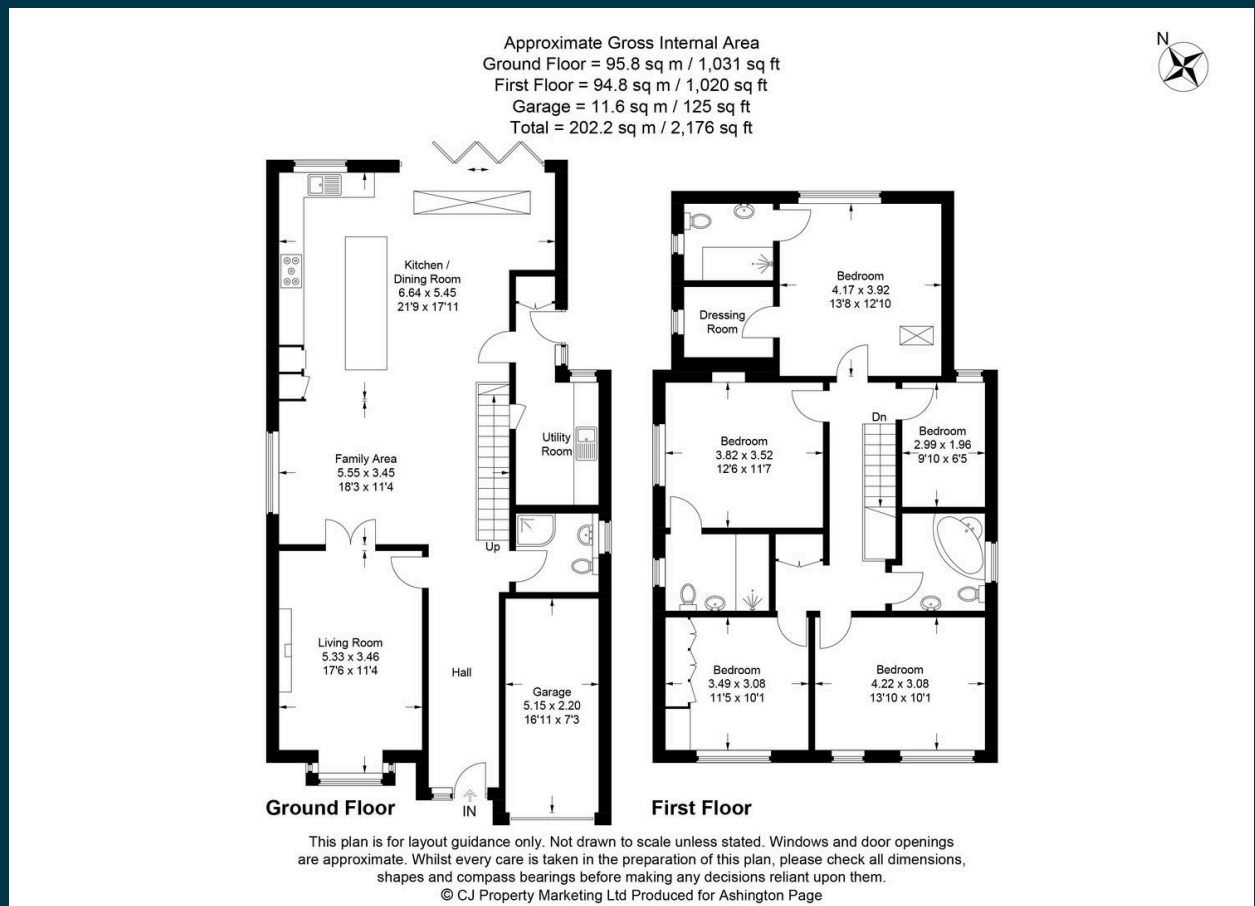 Approximate Gross Internal Area
Ground Floor = 95.8 sq m / 1,031 sq ft
First Floor = 94.8 sq m / 1,020 sq ft
Garage = 11.6 sq m / 125 sq ft
Total = 202.2 sq m / 2,176 sq ft
N
Kitchen /
Dining Room
6.64 x 5.45
21'9 x 17'11
Utility
Room
Family Area
5.55 x 3.45
18'3 x 11'4
Up
Living Room
5.33 x 3.46
17'6 x 11'4
Hall
Garage
5.15 x 2.20
16'11 x 7'3
IN
Ground Floor
Bedroom
4.17 x 3.92
13'8 x 12'10
Dressing
Room
Dn
Bedroom
2.99 x 1.96
9'10 x 6'5
Bedroom
3.82 x 3.52
12'6 x 11'7
Bedroom
3.49 x 3.08
11'5 x 10'1
Bedroom
4.22 x 3.08
13'10 x 10'1
First Floor
This plan is for layout guidance only. Not drawn to scale unless stated. Windows and door openings
are approximate. Whilst every care is taken in the preparation of this plan, please check all dimensions,
shapes and compass bearings before making any decisions reliant upon them.
© CJ Property Marketing Ltd Produced for Ashington Page